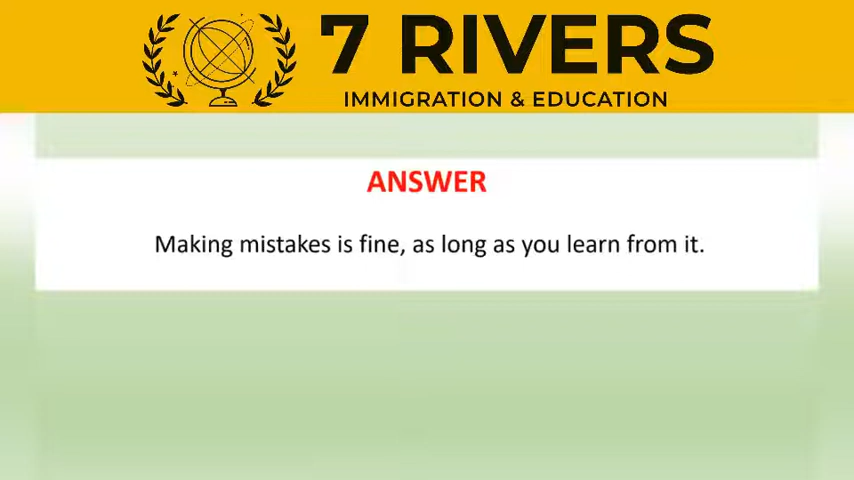 7 RIVERS
IMMIGRATION & EDUCATION
ANSWER
Making mistakes is fine, as long as you learn from it.